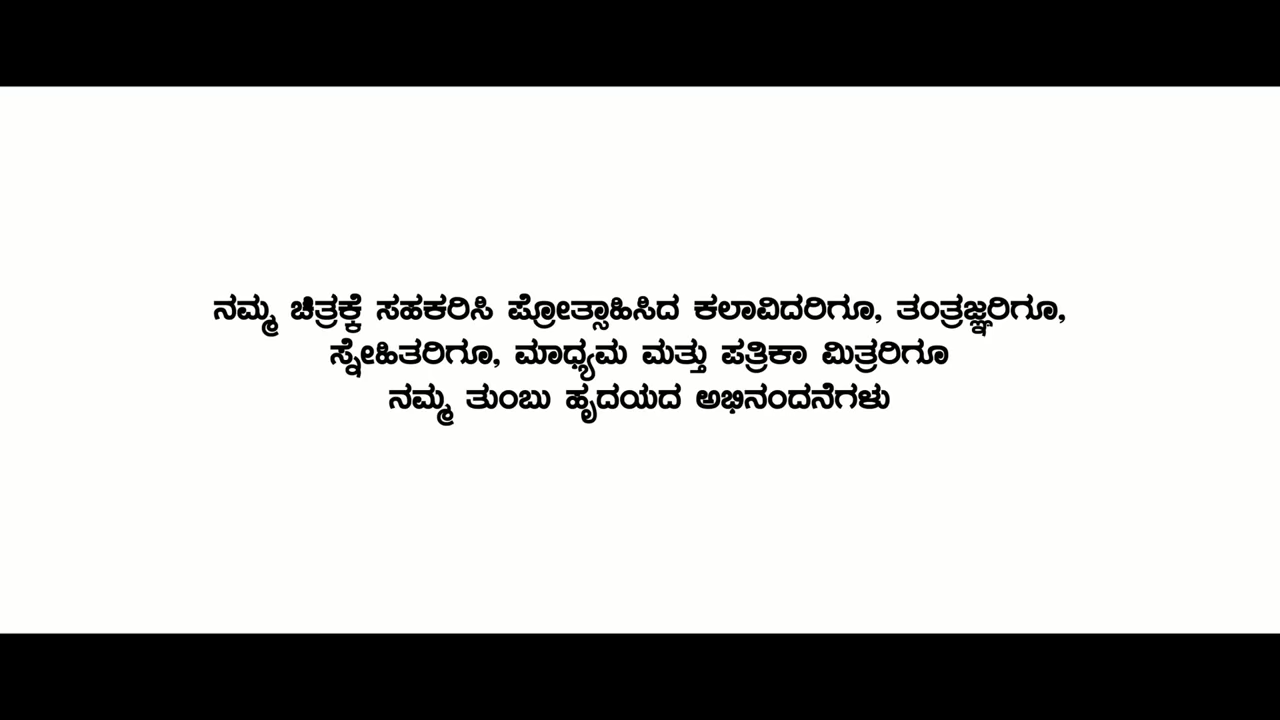 ನಮ್ಮ ಚಿತ್ರಕ್ಕೆ ಸಹಕರಿಸಿ ಪ್ರೋತ್ಸಾಹಿಸಿದ ಕಲಾವಿದರಿಗೂ, ತಂತ್ರಜ್ಞರಿಗೂ,
ಸ್ನೇಹಿತರಿಗೂ, ಮಾಧ್ಯಮ ಮತ್ತು ಪತ್ರಿಕಾ ಮಿತ್ರರಿಗೂ
ನಮ್ಮ ತುಂಬು ಹೃದಯದ ಅಭಿನಂದನೆಗಳು